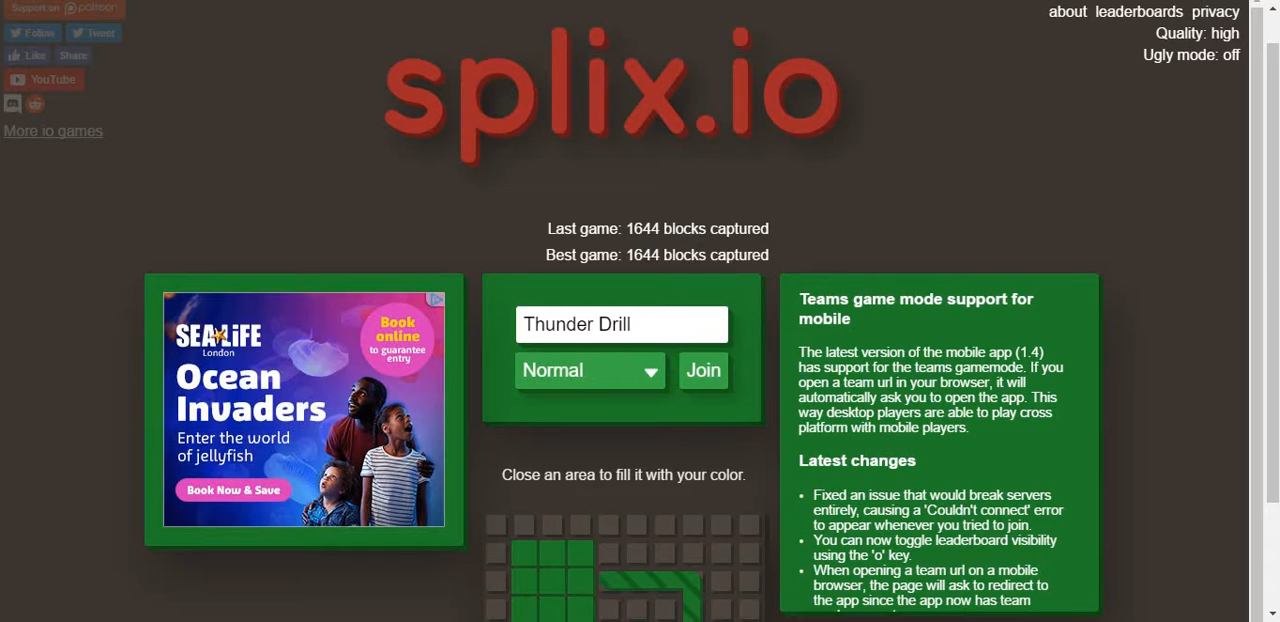 Support on patreon
Follow Tweet
Like Share
YouTube
More io games
about leaderboards privacy
Quality: high
Ugly mode: off
splix.io
Last game: 1644 blocks captured
Best game: 1644 blocks captured
SEALIFE
London
Book
online
to guarantee
entry
Ocean
Invaders
Enter the world
of jellyfish
Book Now & Save
Thunder Drill
Normal Join
Close an area to fill it with your color.
Teams game mode support for
mobile
The latest version of the mobile app (1.4)
has support for the teams gamemode. If you
open a team url in your browser, it will
automatically ask you to open the app. This
way desktop players are able to play cross
platform with mobile players.
Latest changes
• Fixed an issue that would break servers
entirely, causing a 'Couldn't connect' error
to appear whenever you tried to join.
• You can now toggle leaderboard visibility
using the 'o' key.
• When opening a team url on a mobile
browser, the page will ask to redirect to
the app since the app now has team